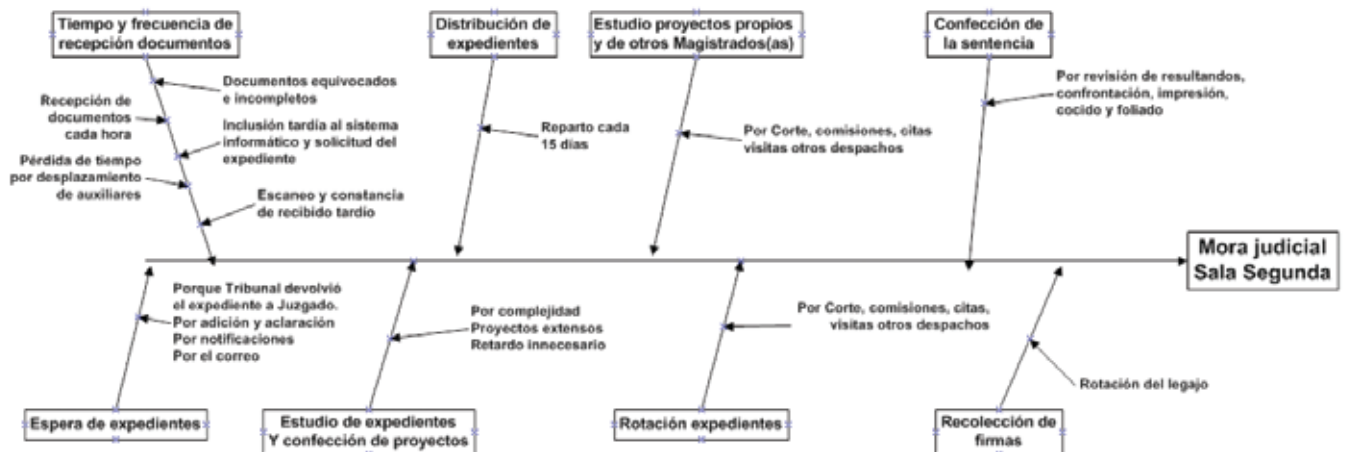 Tiempo y frecuencia de
recepción documentos
Distribución de
expedientes
Estudio proyectos propios
y de otros Magistrados(as)
Confección de
la sentencia
Documentos equivocados
e incompletos
Recepción de
documentos
cada hora
Inclusión tardía al sistema
informático y solicitud del
expediente
Pérdida de tiempo
por desplazamiento
de auxiliares
Escaneo y constancia
de recibido tardío
Reparto cada
15 días
Por Corte, comisiones, citas
visitas otros despachos
Por revisión de resultandos,
confrontación, impresión,
cocido y foliado
Mora judicial
Sala Segunda
Porque Tribunal devolvió
el expediente a Juzgado.
Por adición y aclaración
Por notificaciones
Por el correo
Por complejidad
Proyectos extensos
Retardo innecesario
Por Corte, comisiones, citas,
visitas otros despachos
Rotación del legajo
Espera de expedientes
Estudio de expedientes
Y confección de proyectos
Rotación expedientes
Recolección de
firmas